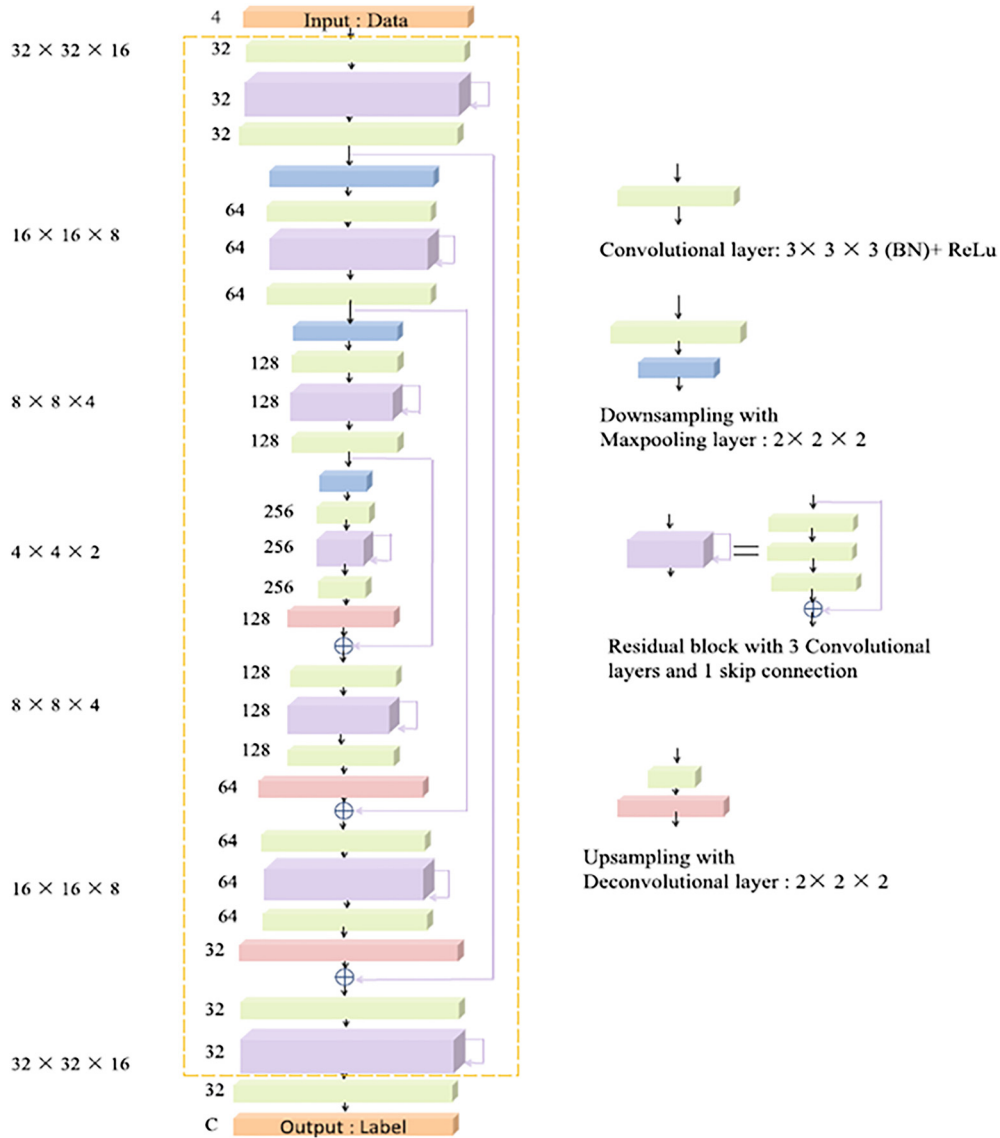 4
Input : Data
32 × 32 × 16
32
32
32
16 × 16 × 8
64
64
64
8 × 8 ×4
128
128
128
4 × 4 × 2
256
256
256
128
8 × 8 × 4
128
128
128
64
16 × 16 × 8
64
64
64
32
32 × 32 × 16
32
32
32
C
Output : Label
Convolutional layer: 3× 3 × 3 (BN)+ ReLu
Downsampling with
Maxpooling layer : 2× 2 × 2
Residual block with 3 Convolutional
layers and 1 skip connection
Upsampling with
Deconvolutional layer : 2× 2 × 2